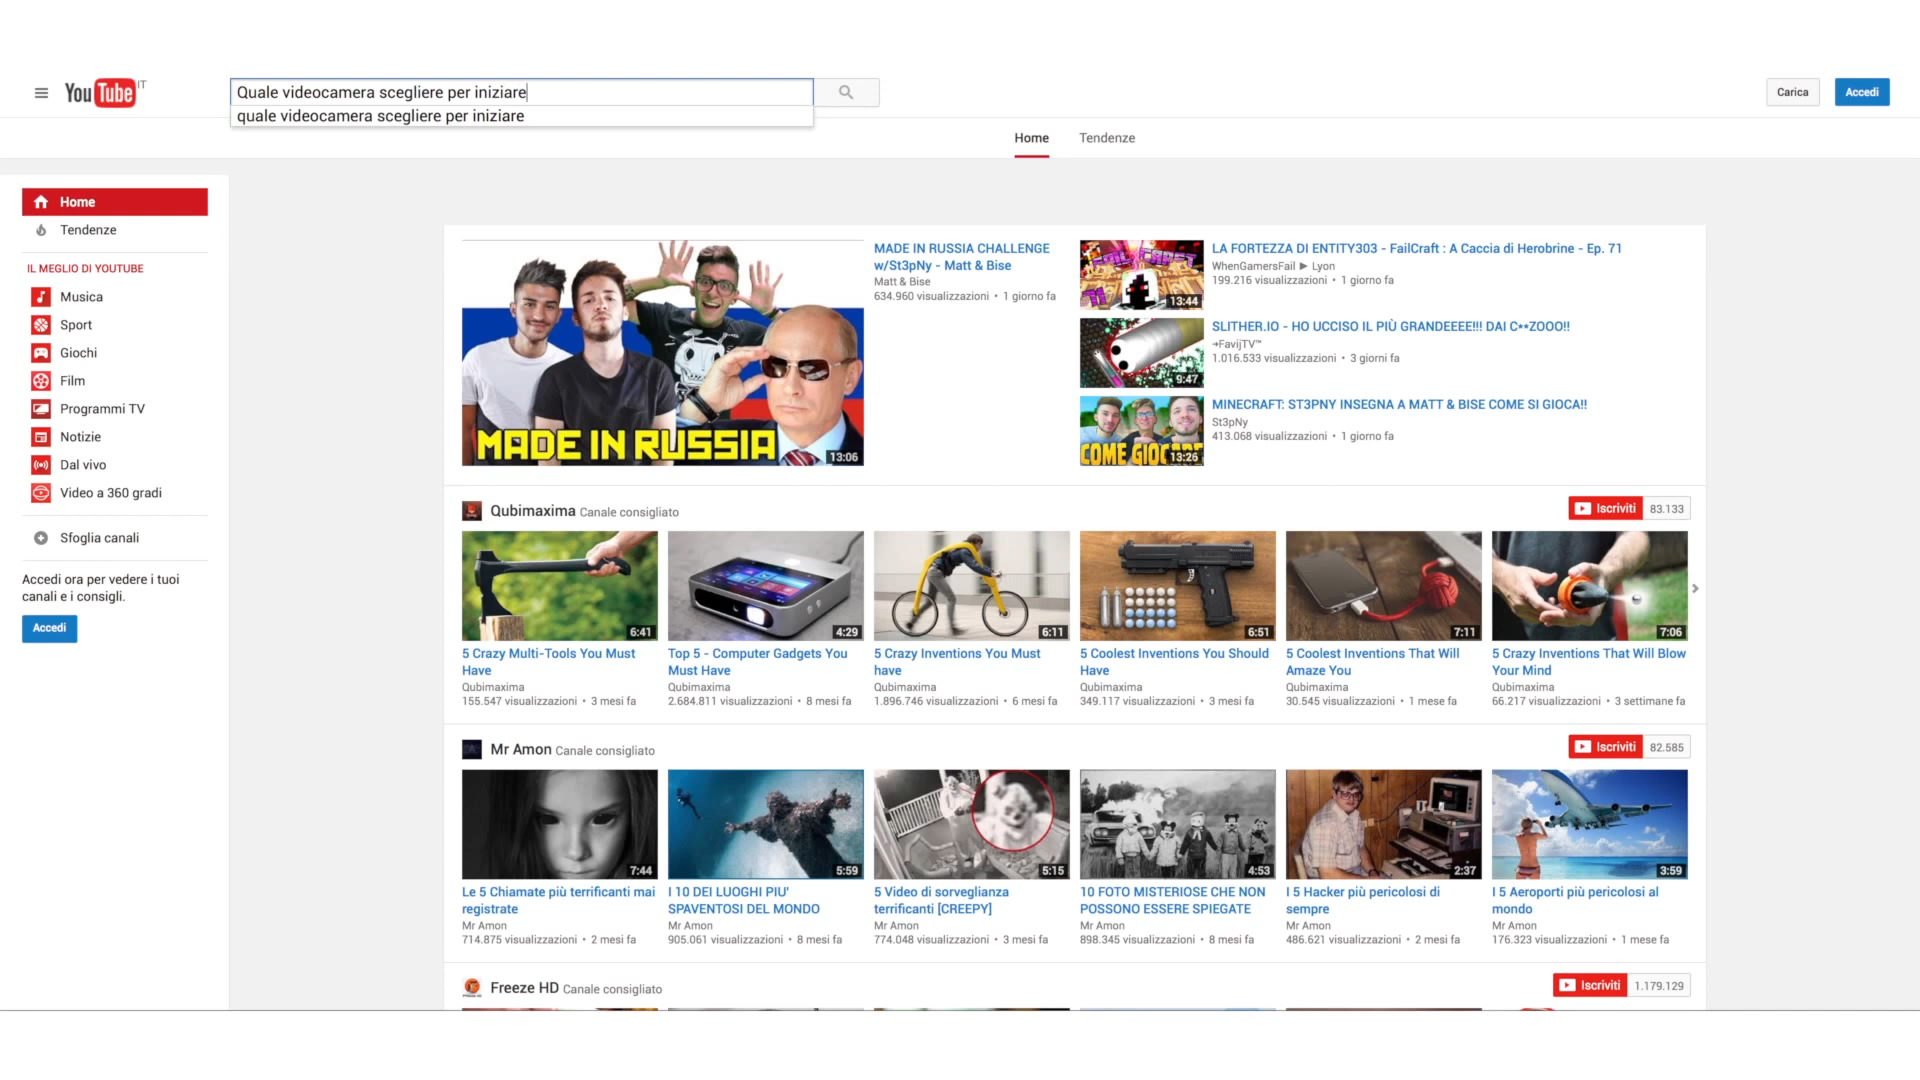 YouTube IT
Quale videocamera scegliere per iniziare
quale videocamera scegliere per iniziare
Carica
Accedi
Home
Tendenze
Home
Tendenze
IL MEGLIO DI YOUTUBE
Musica
Sport
Giochi
Film
Programmi TV
Notizie
Dal vivo
Video a 360 gradi
Sfoglia canali
Accedi ora per vedere i tuoi
canali e i consigli.
Accedi
MADE IN RUSSIA
13:06
MADE IN RUSSIA CHALLENGE
w/St3pNy - Matt & Bise
Matt & Bise
634.960 visualizzazioni • 1 giorno fa
FAIL CRAFT
71
13:44
LA FORTEZZA DI ENTITY303 - FailCraft : A Caccia di Herobrine - Ep. 71
WhenGamersFail ► Lyon
199.216 visualizzazioni • 1 giorno fa
9:47
SLITHER.IO - HO UCCISO IL PIÙ GRANDEEEE!!! DAI C**ZOOO!!
➔FavijTV™
1.016.533 visualizzazioni • 3 giorni fa
COME GIOCARE
13:26
MINECRAFT: ST3PNY INSEGNA A MATT & BISE COME SI GIOCA!!
St3pNy
413.068 visualizzazioni • 1 giorno fa
Qubimaxima Canale consigliato
Iscriviti 83.133
6:41
4:29
6:11
6:51
7:11
7:06
5 Crazy Multi-Tools You Must
Have
Qubimaxima
155.547 visualizzazioni • 3 mesi fa
Top 5 - Computer Gadgets You
Must Have
Qubimaxima
2.684.811 visualizzazioni • 8 mesi fa
5 Crazy Inventions You Must
have
Qubimaxima
1.896.746 visualizzazioni • 6 mesi fa
5 Coolest Inventions You Should
Have
Qubimaxima
349.117 visualizzazioni • 3 mesi fa
5 Coolest Inventions That Will
Amaze You
Qubimaxima
30.545 visualizzazioni • 1 mese fa
5 Crazy Inventions That Will Blow
Your Mind
Qubimaxima
66.217 visualizzazioni • 3 settimane fa
Mr Amon Canale consigliato
Iscriviti 82.585
7:44
5:59
5:15
4:53
2:37
3:59
Le 5 Chiamate più terrificanti mai
registrate
Mr Amon
714.875 visualizzazioni • 2 mesi fa
I 10 DEI LUOGHI PIU'
SPAVENTOSI DEL MONDO
Mr Amon
905.061 visualizzazioni • 8 mesi fa
5 Video di sorveglianza
terrificanti [CREEPY]
Mr Amon
774.048 visualizzazioni • 3 mesi fa
10 FOTO MISTERIOSE CHE NON
POSSONO ESSERE SPIEGATE
Mr Amon
898.345 visualizzazioni • 8 mesi fa
I 5 Hacker più pericolosi di
sempre
Mr Amon
486.621 visualizzazioni • 2 mesi fa
I 5 Aeroporti più pericolosi al
mondo
Mr Amon
176.323 visualizzazioni • 1 mese fa
Freeze HD Canale consigliato
Iscriviti 1.179.129